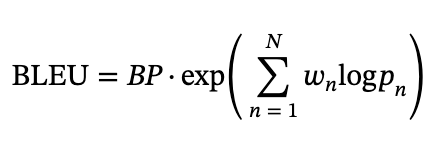 BLEU = BP · exp( ∑_{n = 1}^{N} w_n log p_n )